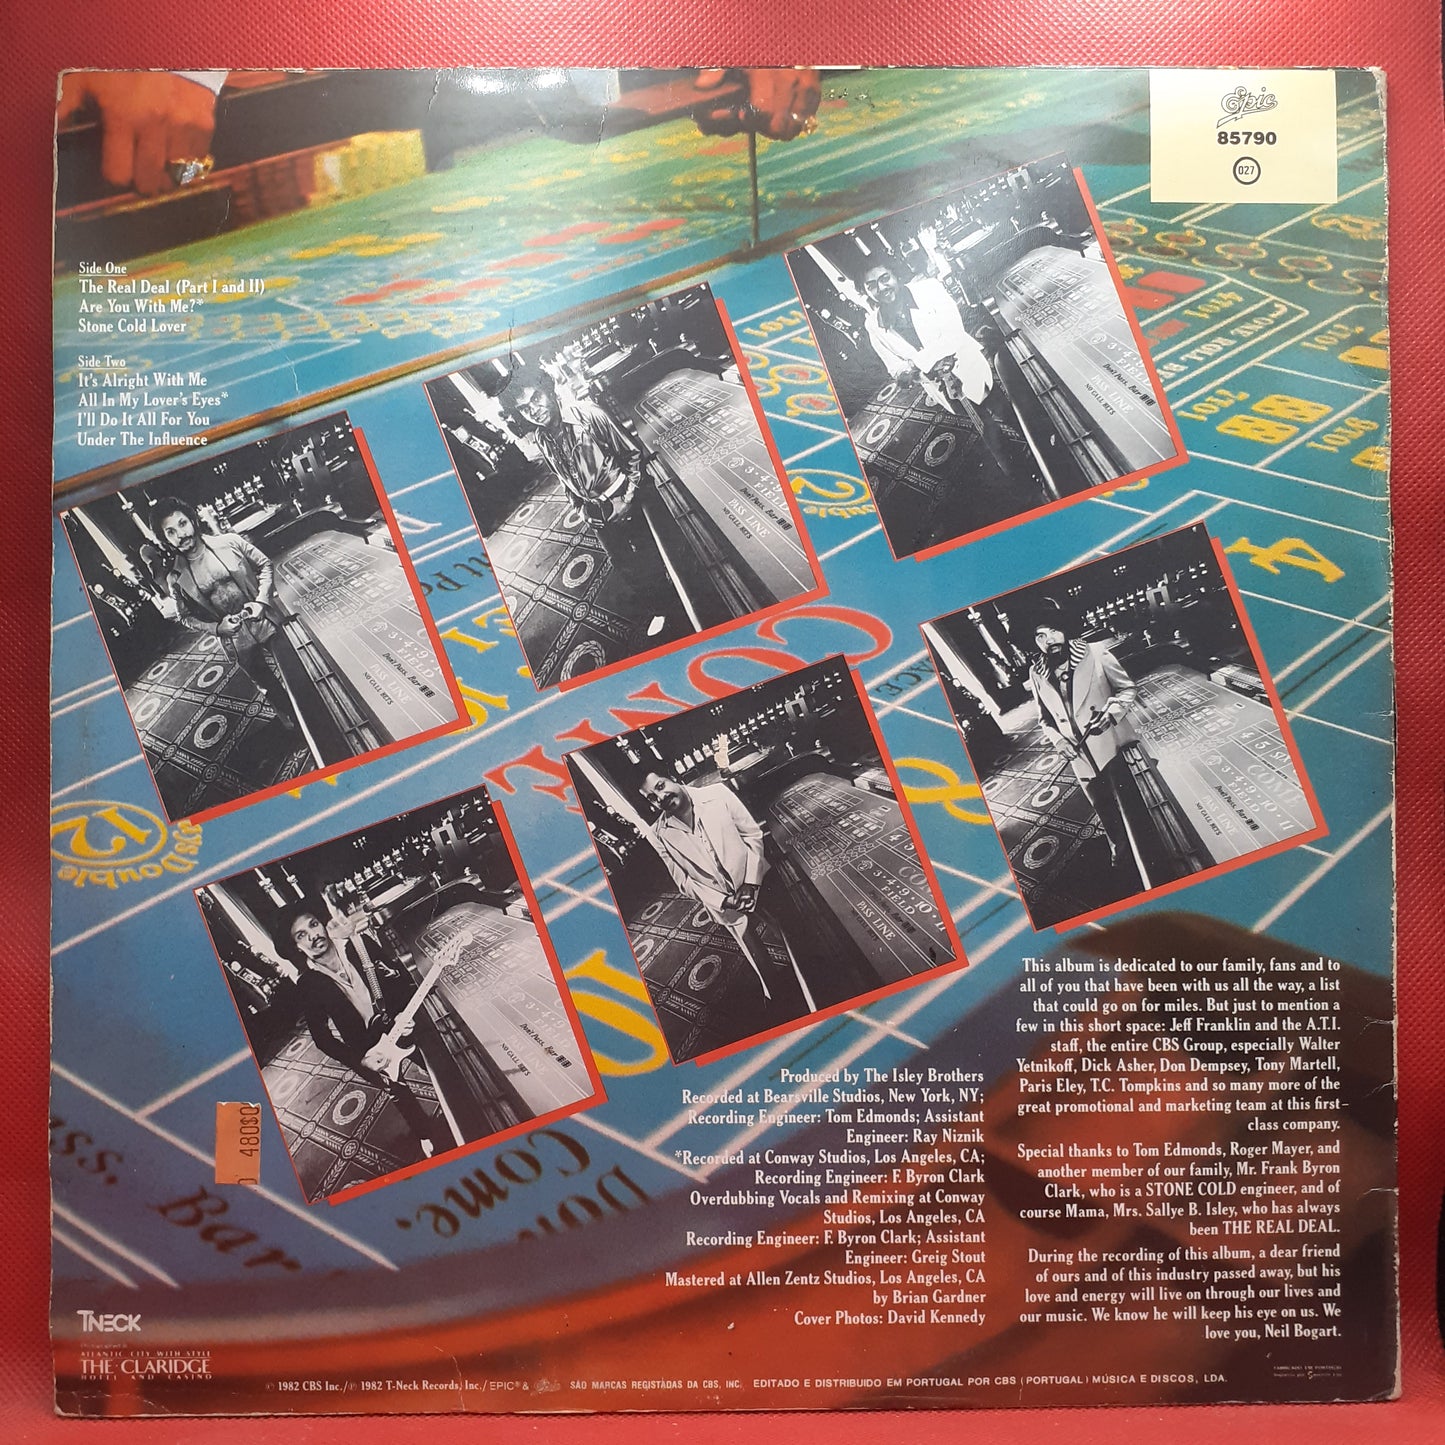 Epic
85790
027
Side One
The Real Deal (Part I and II)
Are You With Me?*
Stone Cold Lover
Side Two
It's Alright With Me
All In My Lover's Eyes*
I'll Do It All For You
Under The Influence
This album is dedicated to our family, fans and to
all of you that have been with us all the way, a list
that could go on for miles. But just to mention a
few in this short space: Jeff Franklin and the A.T.I.
staff, the entire CBS Group, especially Walter
Yetnikoff, Dick Asher, Don Dempsey, Tony Martell,
Paris Eley, T.C. Tompkins and so many more of the
great promotional and marketing team at this first–
class company.
Special thanks to Tom Edmonds, Roger Mayer, and
another member of our family, Mr. Frank Byron
Clark, who is a STONE COLD engineer, and of
course Mama, Mrs. Sallye B. Isley, who has always
been THE REAL DEAL.
During the recording of this album, a dear friend
of ours and of this industry passed away, but his
love and energy will live on through our lives and
our music. We know he will keep his eye on us. We
love you, Neil Bogart.
Produced by The Isley Brothers
Recorded at Bearsville Studios, New York, NY;
Recording Engineer: Tom Edmonds; Assistant
Engineer: Ray Niznik
*Recorded at Conway Studios, Los Angeles, CA;
Recording Engineer: F. Byron Clark
Overdubbing Vocals and Remixing at Conway
Studios, Los Angeles, CA
Recording Engineer: F. Byron Clark; Assistant
Engineer: Greig Stout
Mastered at Allen Zentz Studios, Los Angeles, CA
by Brian Gardner
Cover Photos: David Kennedy
480$0
12
Double
COME
PASS LINE
FIELD
NO CALL BETS
Don't Pass. Bar
ss. Bar
Come.
T-NECK
ATLANTIC CITY WITH STYLE
THE CLARIDGE
HOTEL AND CASINO
© 1982 CBS Inc./℗ 1982 T-Neck Records, Inc./EPIC® & Epic SÃO MARCAS REGISTADAS DA CBS, INC. EDITADO E DISTRIBUIDO EM PORTUGAL POR CBS (PORTUGAL) MÚSICA E DISCOS, LDA.
FABRICADO EM PORTUGAL